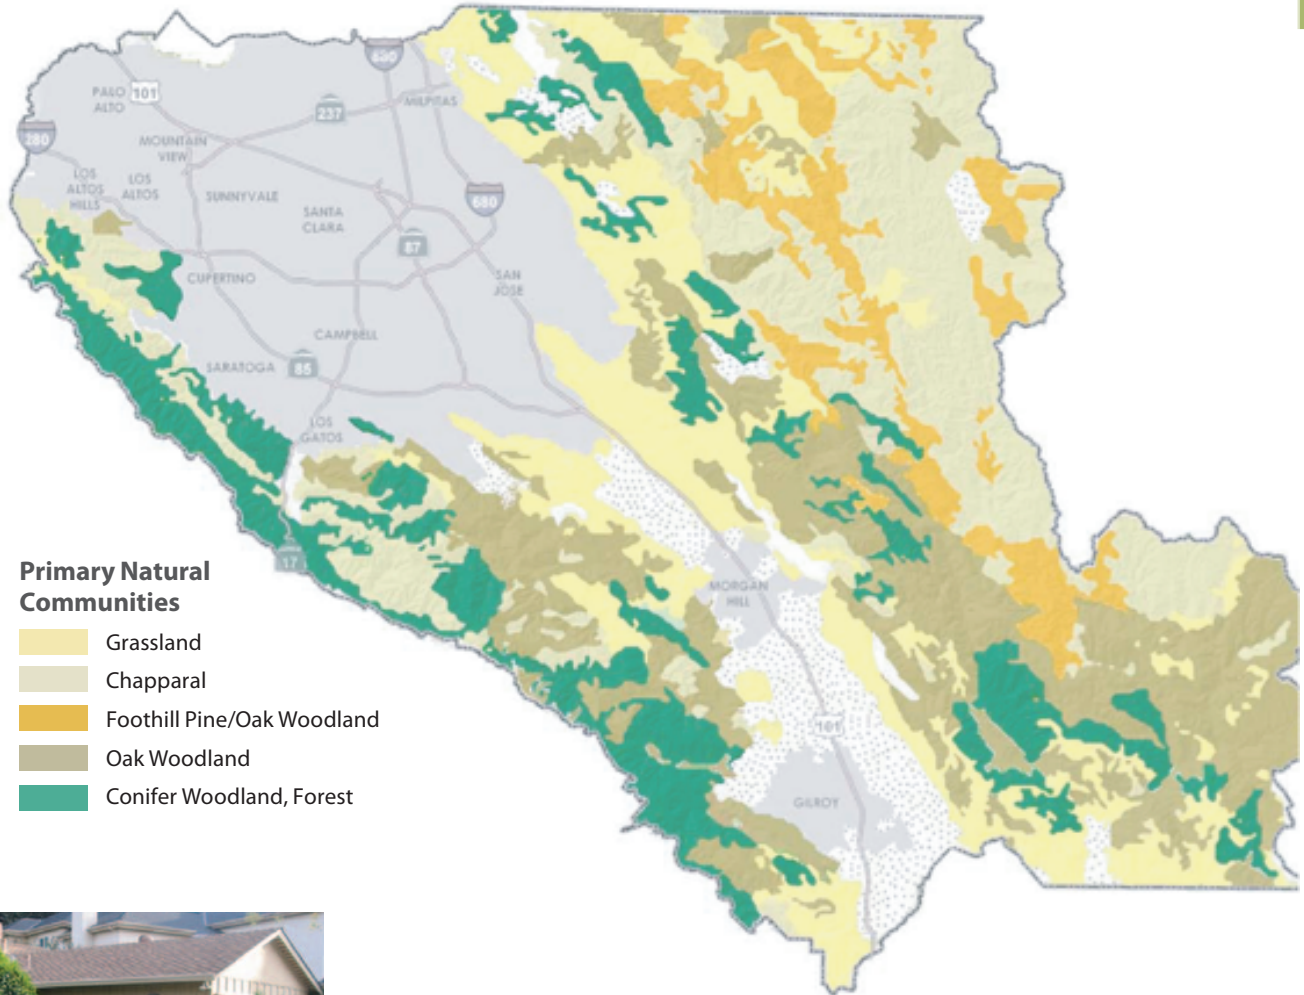 680
PALO
ALTO
101
MILPITAS
237
280
MOUNTAIN
VIEW
LOS
ALTOS
HILLS
LOS
ALTOS
SUNNYVALE
680
SANTA
CLARA
87
CUPERTINO
SAN
JOSE
CAMPBELL
SARATOGA
85
LOS
GATOS
17
MORGAN
HILL
101
GILROY
Primary Natural
Communities
Grassland
Chapparal
Foothill Pine/Oak Woodland
Oak Woodland
Conifer Woodland, Forest